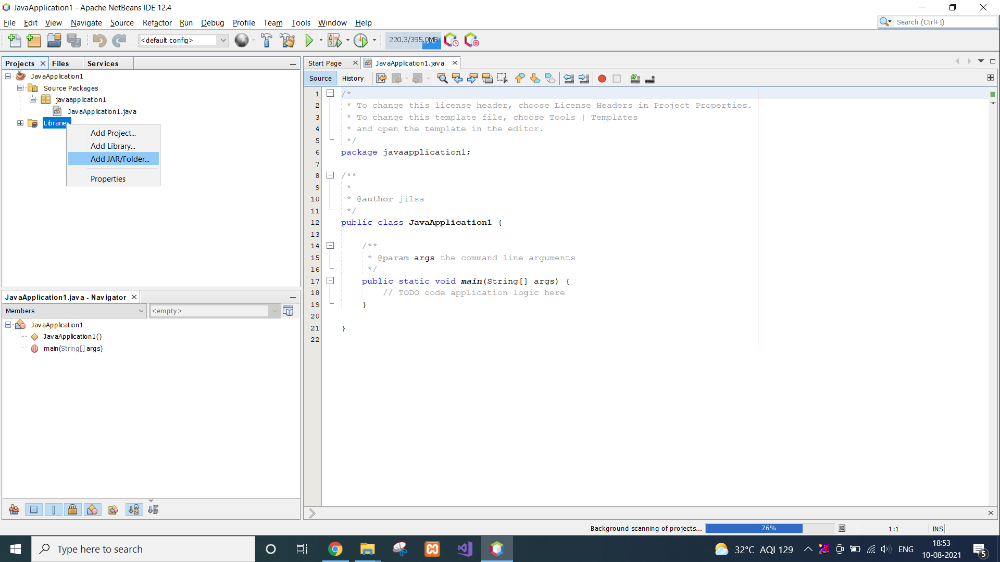 JavaApplication1 - Apache NetBeans IDE 12.4
File Edit View Navigate Source Refactor Run Debug Profile Team Tools Window Help
Search (Ctrl+I)
<default config>
220.3/395.0MB
Projects Files Services
JavaApplication1
Source Packages
javaapplication1
JavaApplication1.java
Libraries
Add Project...
Add Library...
Add JAR/Folder...
Properties
JavaApplication1.java - Navigator
Members <empty>
JavaApplication1
JavaApplication1()
main(String[] args)
Start Page JavaApplication1.java
Source History
1 /*
2 * To change this license header, choose License Headers in Project Properties.
3 * To change this template file, choose Tools | Templates
4 * and open the template in the editor.
5 */
6 package javaapplication1;
7
8 /**
9 *
10 * @author jilsa
11 */
12 public class JavaApplication1 {
13
14 /**
15 * @param args the command line arguments
16 */
17 public static void main(String[] args) {
18 // TODO code application logic here
19 }
20
21 }
22
Background scanning of projects... 76% 1:1 INS
Type here to search
32°C AQI 129
ENG
18:53
10-08-2021
5